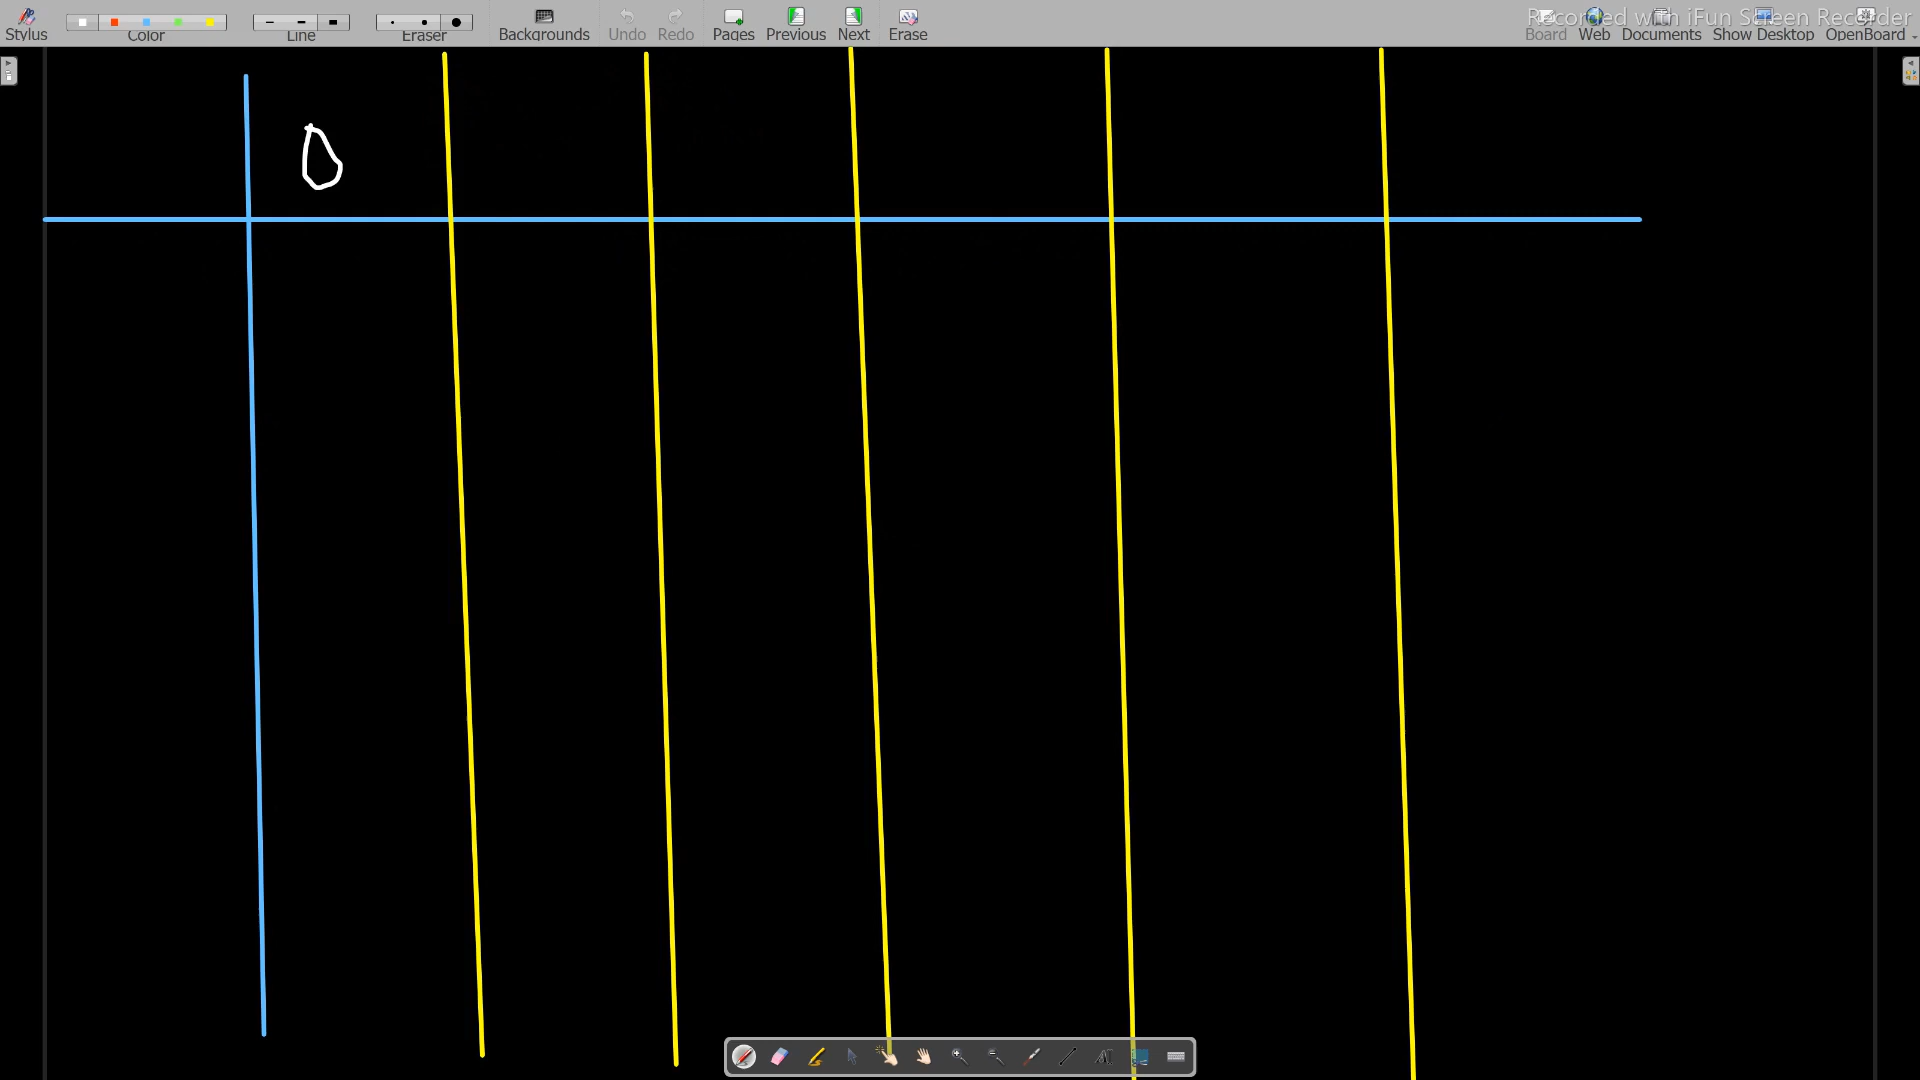 Recorded with iFun Screen Recorder
Stylus Color Line Eraser Backgrounds Undo Redo Pages Previous Next Erase Board Web Documents Show Desktop OpenBoard
0